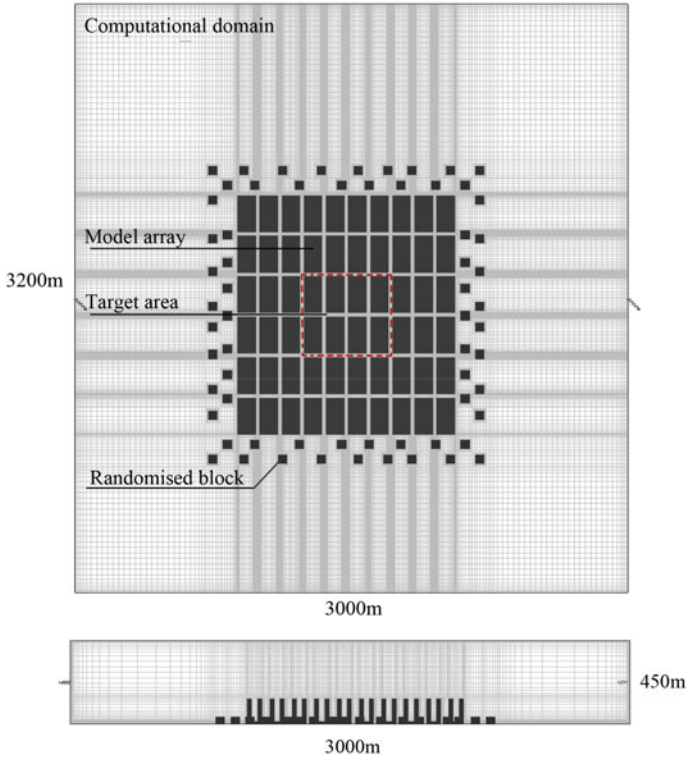 Computational domain
Model array
3200m
Target area
Randomised block
3000m
450m
3000m